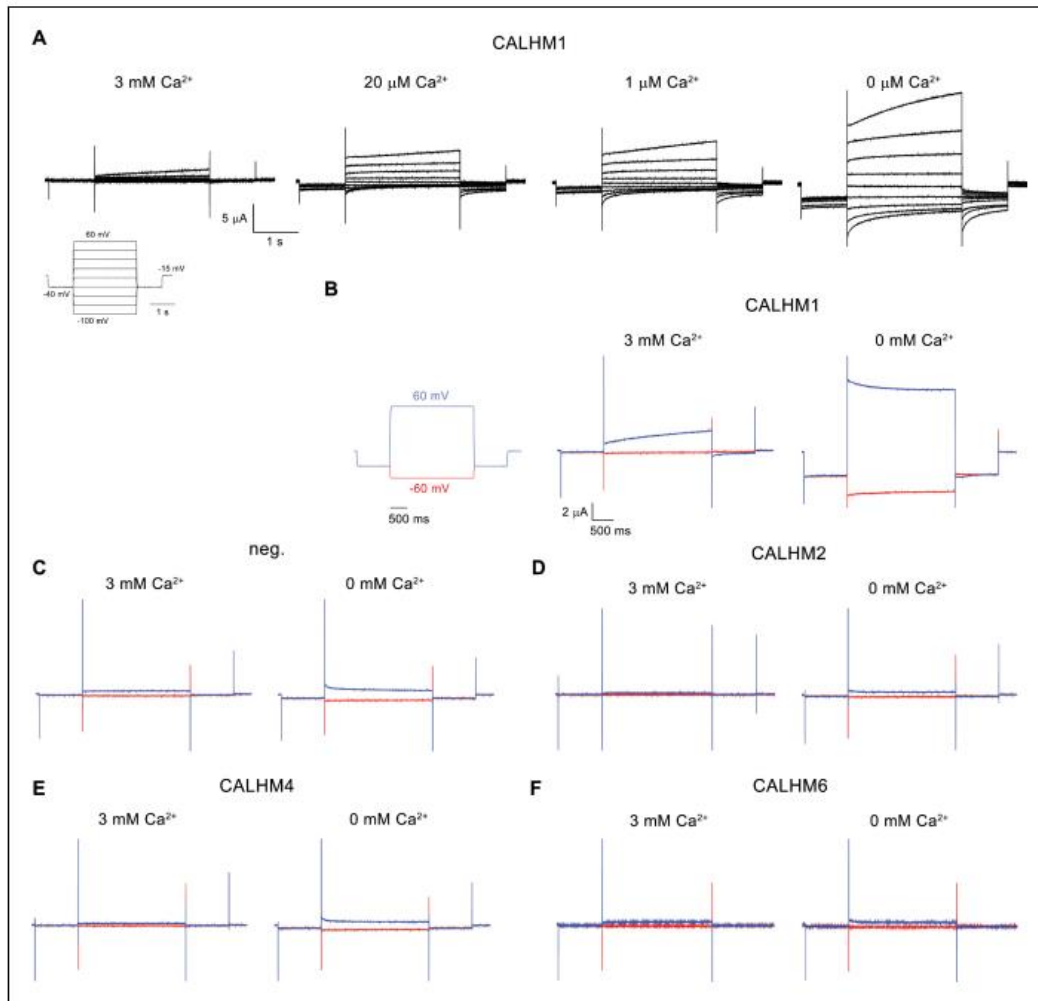 A
CALHM1
3 mM Ca²⁺
20 μM Ca²⁺
1 μM Ca²⁺
0 μM Ca²⁺
5 μA
1 s
60 mV
-15 mV
-40 mV
1 s
-100 mV
B
CALHM1
3 mM Ca²⁺
0 mM Ca²⁺
60 mV
-60 mV
500 ms
2 μA
500 ms
C
neg.
3 mM Ca²⁺
0 mM Ca²⁺
D
CALHM2
3 mM Ca²⁺
0 mM Ca²⁺
E
CALHM4
3 mM Ca²⁺
0 mM Ca²⁺
F
CALHM6
3 mM Ca²⁺
0 mM Ca²⁺